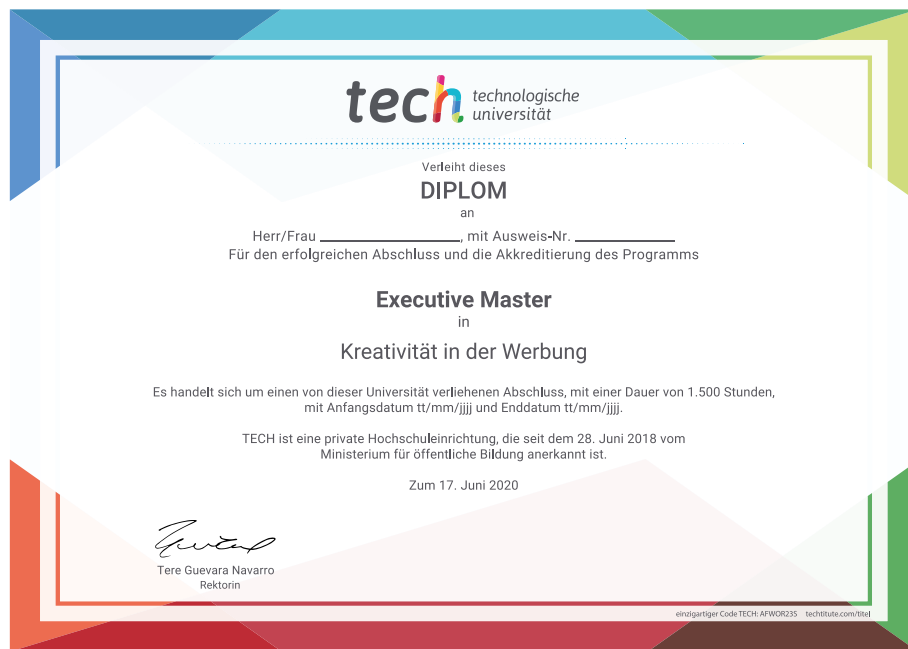 tech technologische
universität
Verleiht dieses
DIPLOM
an
Herr/Frau ____________________, mit Ausweis-Nr. ______________
Für den erfolgreichen Abschluss und die Akkreditierung des Programms
Executive Master
in
Kreativität in der Werbung
Es handelt sich um einen von dieser Universität verliehenen Abschluss, mit einer Dauer von 1.500 Stunden,
mit Anfangsdatum tt/mm/jjjj und Enddatum tt/mm/jjjj.
TECH ist eine private Hochschuleinrichtung, die seit dem 28. Juni 2018 vom
Ministerium für öffentliche Bildung anerkannt ist.
Zum 17. Juni 2020
Tere Guevara Navarro
Rektorin
einzigartiger Code TECH: AFWOR235 techtitute.com/titel